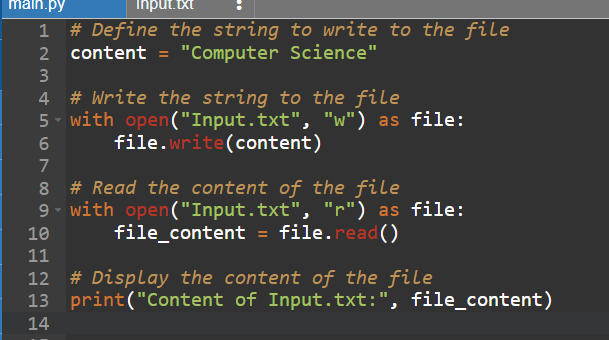 main.py input.txt
1 # Define the string to write to the file
2 content = "Computer Science"
3
4 # Write the string to the file
5 with open("Input.txt", "w") as file:
6     file.write(content)
7
8 # Read the content of the file
9 with open("Input.txt", "r") as file:
10     file_content = file.read()
11
12 # Display the content of the file
13 print("Content of Input.txt:", file_content)
14